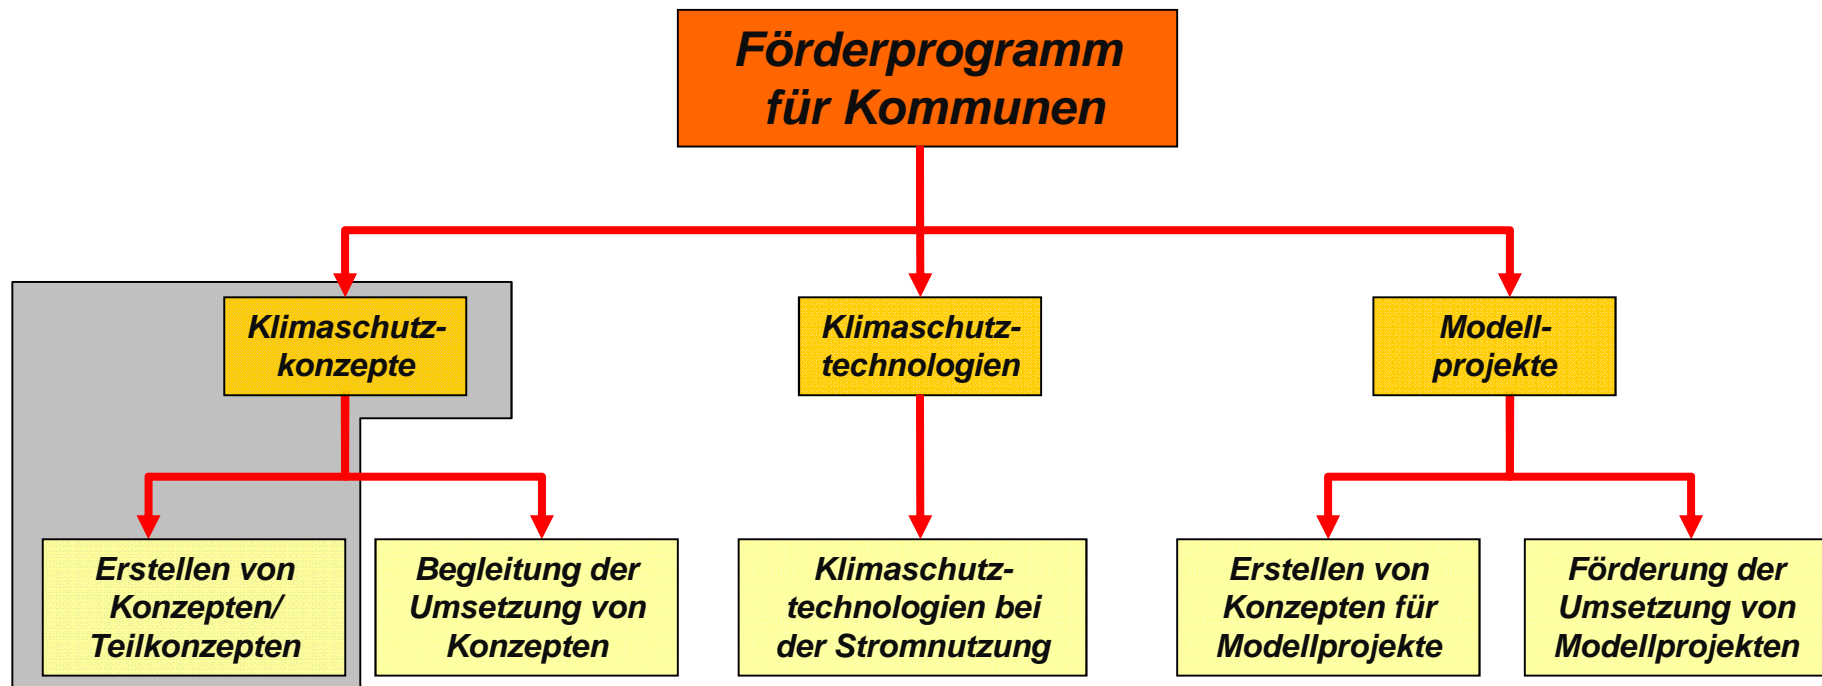 Förderprogramm
für Kommunen
Klimaschutz-
konzepte
Klimaschutz-
technologien
Modell-
projekte
Erstellen von
Konzepten/
Teilkonzepten
Begleitung der
Umsetzung von
Konzepten
Klimaschutz-
technologien bei
der Stromnutzung
Erstellen von
Konzepten für
Modellprojekte
Förderung der
Umsetzung von
Modellprojekten